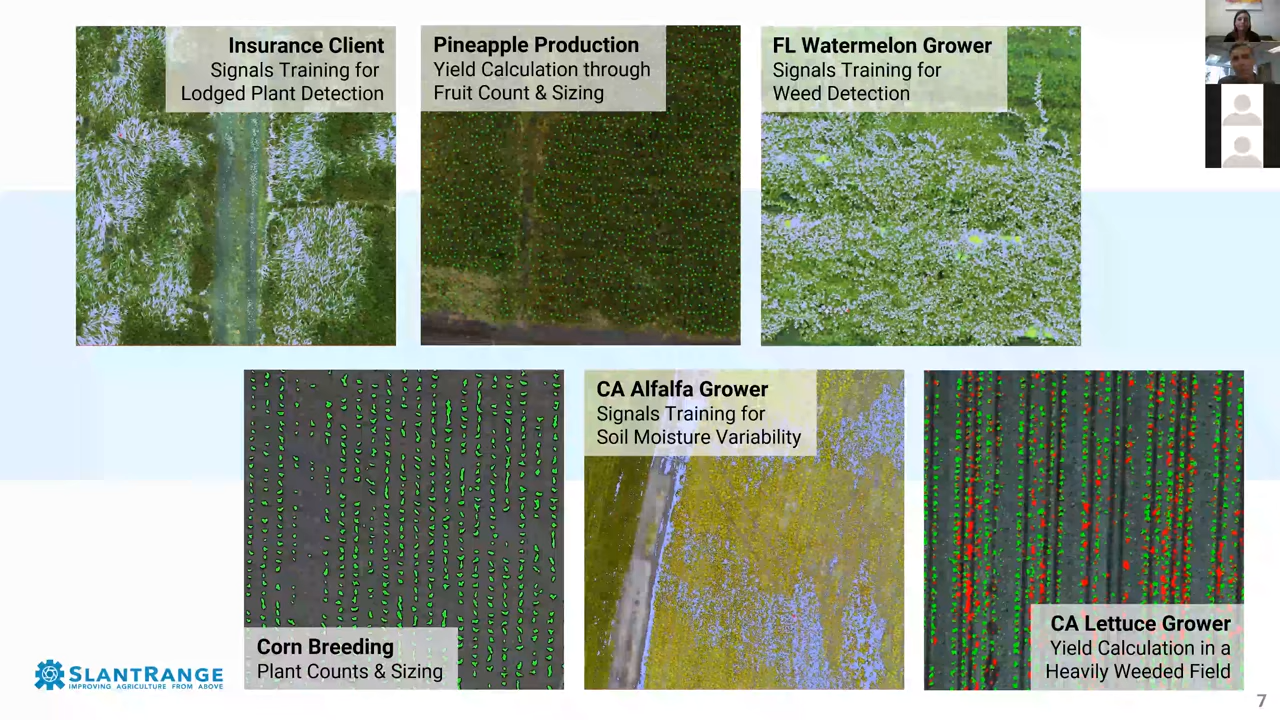 Insurance Client
Signals Training for
Lodged Plant Detection
Pineapple Production
Yield Calculation through
Fruit Count & Sizing
FL Watermelon Grower
Signals Training for
Weed Detection
Corn Breeding
Plant Counts & Sizing
CA Alfalfa Grower
Signals Training for
Soil Moisture Variability
CA Lettuce Grower
Yield Calculation in a
Heavily Weeded Field
SLANTRANGE
IMPROVING AGRICULTURE FROM ABOVE
7